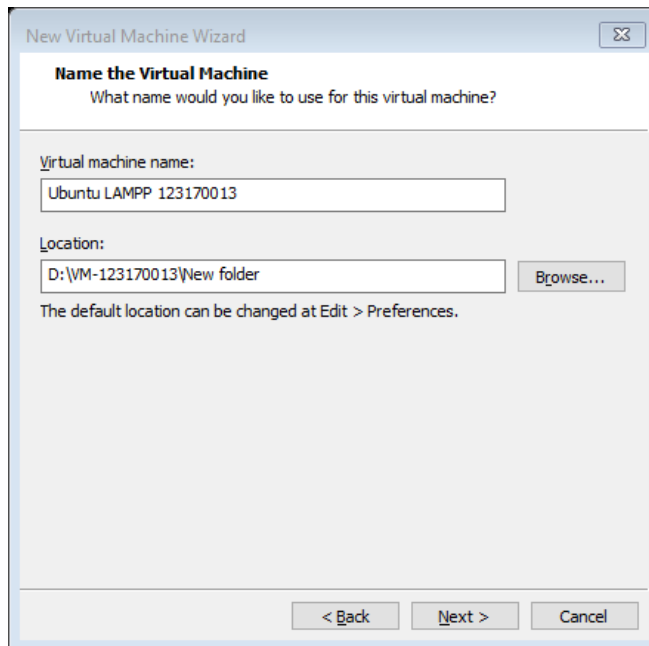 New Virtual Machine Wizard
Name the Virtual Machine
What name would you like to use for this virtual machine?
Virtual machine name:
Ubuntu LAMPP 123170013
Location:
D:\VM-123170013\New folder
Browse...
The default location can be changed at Edit > Preferences.
< Back
Next >
Cancel